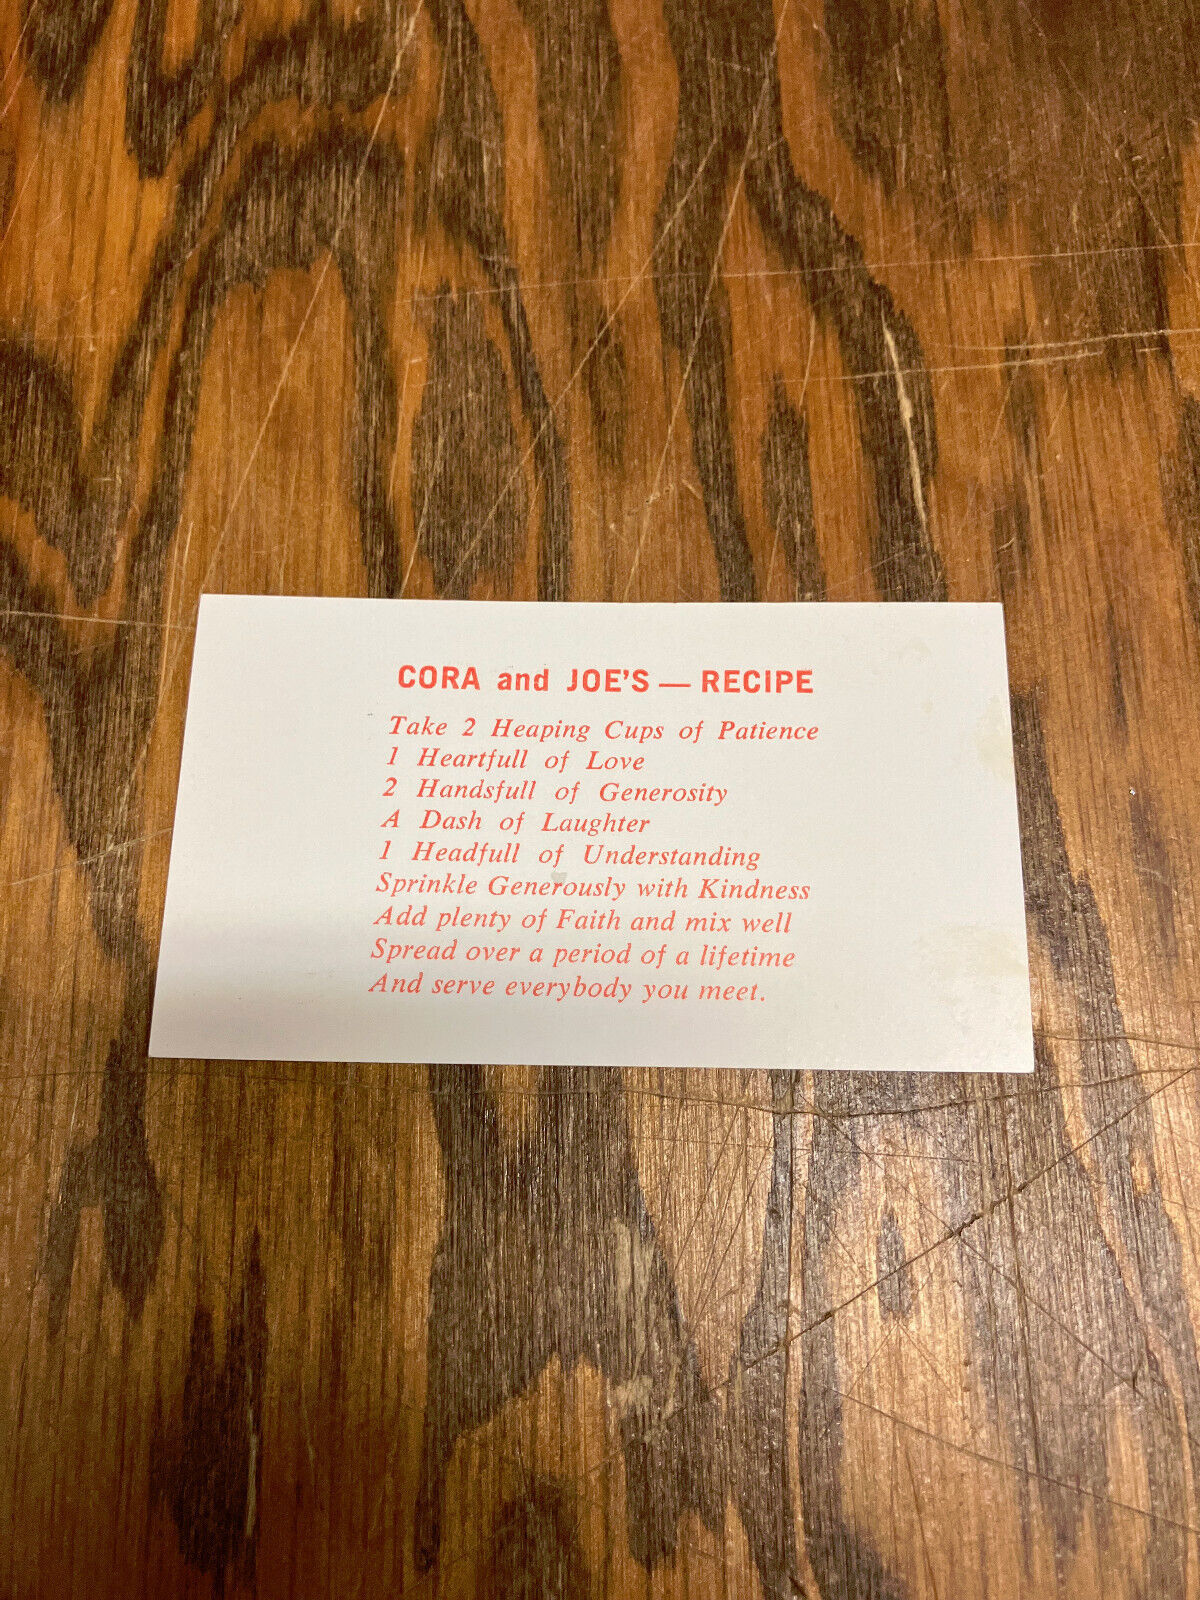 CORA and JOE'S — RECIPE
Take 2 Heaping Cups of Patience
1 Heartfull of Love
2 Handsfull of Generosity
A Dash of Laughter
1 Headfull of Understanding
Sprinkle Generously with Kindness
Add plenty of Faith and mix well
Spread over a period of a lifetime
And serve everybody you meet.